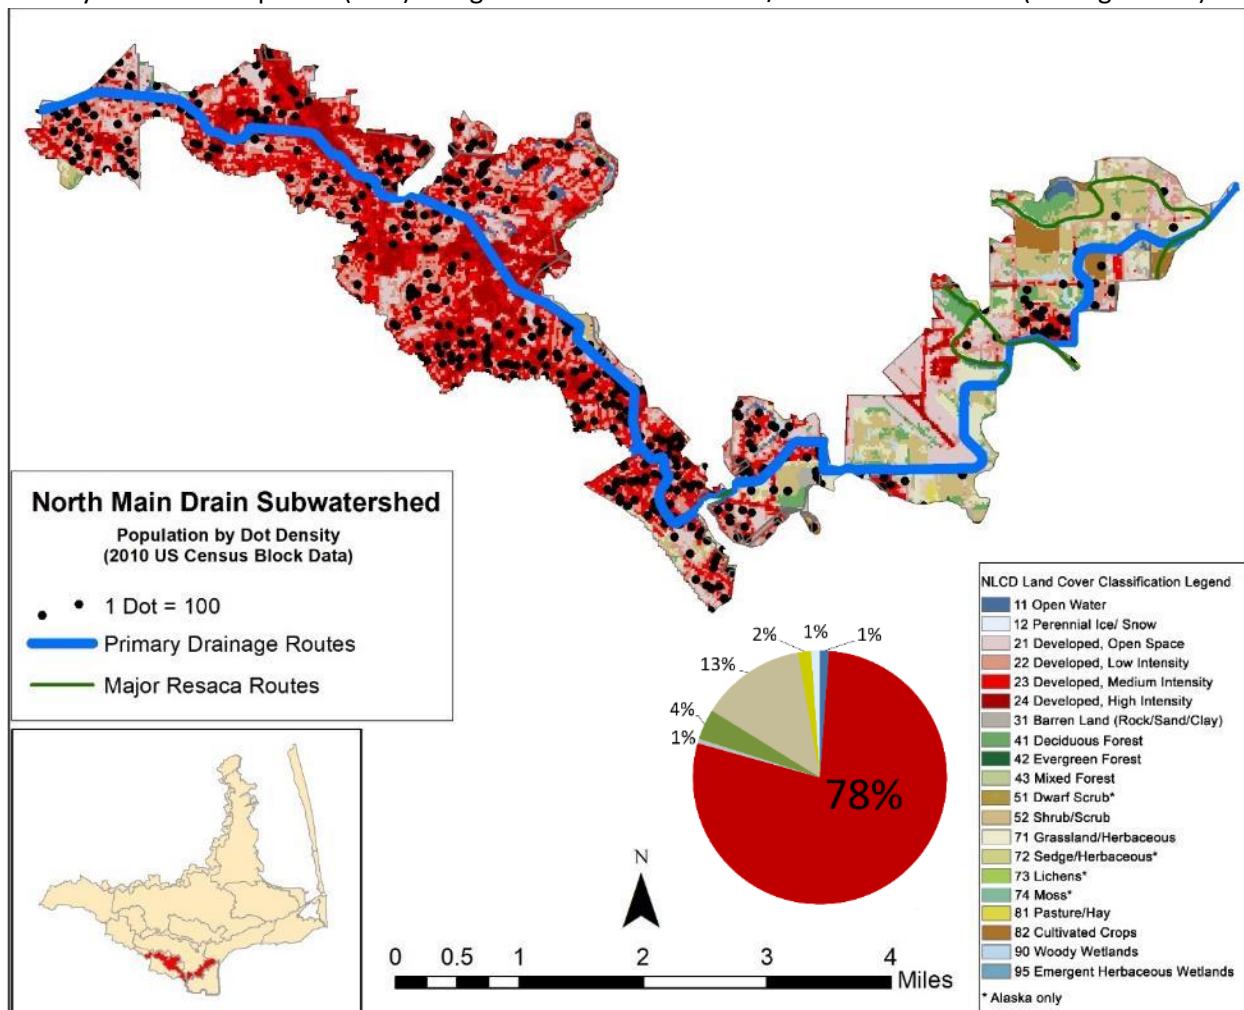 North Main Drain Subwatershed
Population by Dot Density
(2010 US Census Block Data)
1 Dot = 100
Primary Drainage Routes
Major Resaca Routes
2%
1%
1%
13%
4%
1%
78%
N
0 0.5 1 2 3 4
Miles
NLCD Land Cover Classification Legend
11 Open Water
12 Perennial Ice/ Snow
21 Developed, Open Space
22 Developed, Low Intensity
23 Developed, Medium Intensity
24 Developed, High Intensity
31 Barren Land (Rock/Sand/Clay)
41 Deciduous Forest
42 Evergreen Forest
43 Mixed Forest
51 Dwarf Scrub*
52 Shrub/Scrub
71 Grassland/Herbaceous
72 Sedge/Herbaceous*
73 Lichens*
74 Moss*
81 Pasture/Hay
82 Cultivated Crops
90 Woody Wetlands
95 Emergent Herbaceous Wetlands
* Alaska only